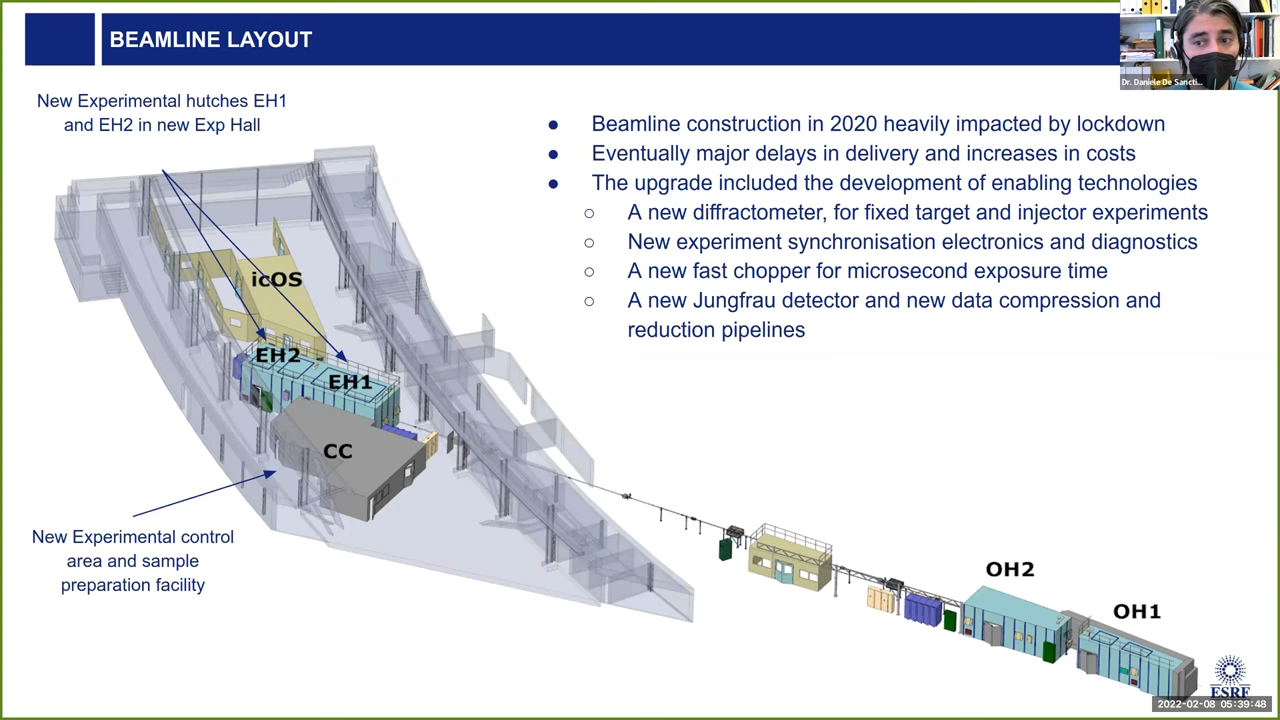 BEAMLINE LAYOUT
Dr. Daniele De Sancti...
New Experimental hutches EH1
and EH2 in new Exp Hall
● Beamline construction in 2020 heavily impacted by lockdown
● Eventually major delays in delivery and increases in costs
● The upgrade included the development of enabling technologies
○ A new diffractometer, for fixed target and injector experiments
○ New experiment synchronisation electronics and diagnostics
○ A new fast chopper for microsecond exposure time
○ A new Jungfrau detector and new data compression and
reduction pipelines
icOS
EH2
EH1
CC
New Experimental control
area and sample
preparation facility
OH2
OH1
ESRF
2022-02-08 05:39:48